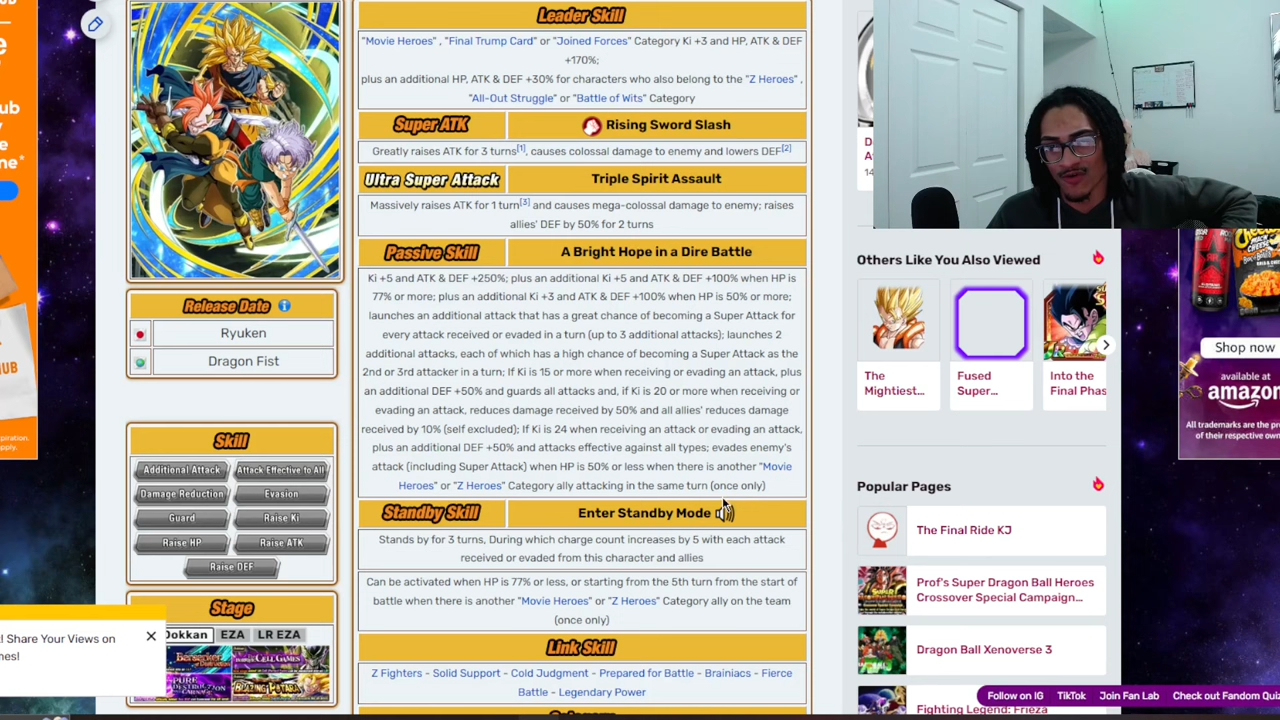 Leader Skill
"Movie Heroes" , "Final Trump Card" or "Joined Forces" Category Ki +3 and HP, ATK & DEF
+170%;
plus an additional HP, ATK & DEF +30% for characters who also belong to the "Z Heroes" ,
"All-Out Struggle" or "Battle of Wits" Category
Super ATK
Rising Sword Slash
Greatly raises ATK for 3 turns[1], causes colossal damage to enemy and lowers DEF[2]
Ultra Super Attack
Triple Spirit Assault
Massively raises ATK for 1 turn[3] and causes mega-colossal damage to enemy; raises
allies' DEF by 50% for 2 turns
Passive Skill
A Bright Hope in a Dire Battle
Ki +5 and ATK & DEF +250%; plus an additional Ki +5 and ATK & DEF +100% when HP is
77% or more; plus an additional Ki +3 and ATK & DEF +100% when HP is 50% or more;
launches an additional attack that has a great chance of becoming a Super Attack for
every attack received or evaded in a turn (up to 3 additional attacks); launches 2
additional attacks, each of which has a high chance of becoming a Super Attack as the
2nd or 3rd attacker in a turn; If Ki is 15 or more when receiving or evading an attack, plus
an additional DEF +50% and guards all attacks and, if Ki is 20 or more when receiving or
evading an attack, reduces damage received by 50% and all allies' reduces damage
received by 10% (self excluded); If Ki is 24 when receiving an attack or evading an attack,
plus an additional DEF +50% and attacks effective against all types; evades enemy's
attack (including Super Attack) when HP is 50% or less when there is another "Movie
Heroes" or "Z Heroes" Category ally attacking in the same turn (once only)
Standby Skill
Enter Standby Mode
Stands by for 3 turns, During which charge count increases by 5 with each attack
received or evaded from this character and allies
Can be activated when HP is 77% or less, or starting from the 5th turn from the start of
battle when there is another "Movie Heroes" or "Z Heroes" Category ally on the team
(once only)
Link Skill
Z Fighters - Solid Support - Cold Judgment - Prepared for Battle - Brainiacs - Fierce
Battle - Legendary Power
Release Date
Ryuken
Dragon Fist
Skill
Additional Attack
Attack Effective to All
Damage Reduction
Evasion
Guard
Raise Ki
Raise HP
Raise ATK
Raise DEF
Stage
Dokkan
EZA
LR EZA
! Share Your Views on
mes!
Others Like You Also Viewed
The
Mightiest...
Fused
Super...
Into the
Final Phas
Popular Pages
The Final Ride KJ
Prof's Super Dragon Ball Heroes
Crossover Special Campaign...
Dragon Ball Xenoverse 3
Fighting Legend: Frieza
Shop now
available at
amazon
All trademarks are the pr
of their respective own
Follow on IG
TikTok
Join Fan Lab
Check out Fandom Quiz